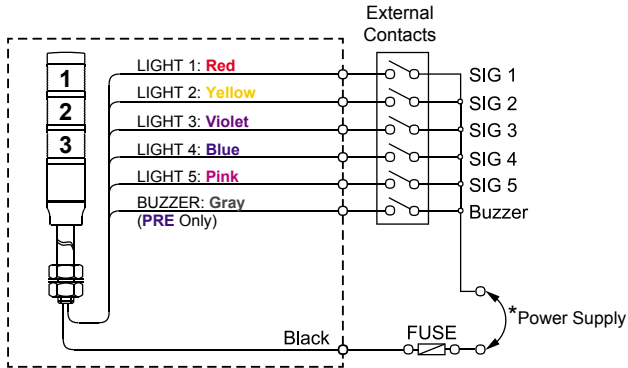 External
Contacts
1
2
3
LIGHT 1: Red
SIG 1
LIGHT 2: Yellow
SIG 2
LIGHT 3: Violet
SIG 3
LIGHT 4: Blue
SIG 4
LIGHT 5: Pink
SIG 5
BUZZER: Gray
(PRE Only)
Buzzer
*Power Supply
Black
FUSE